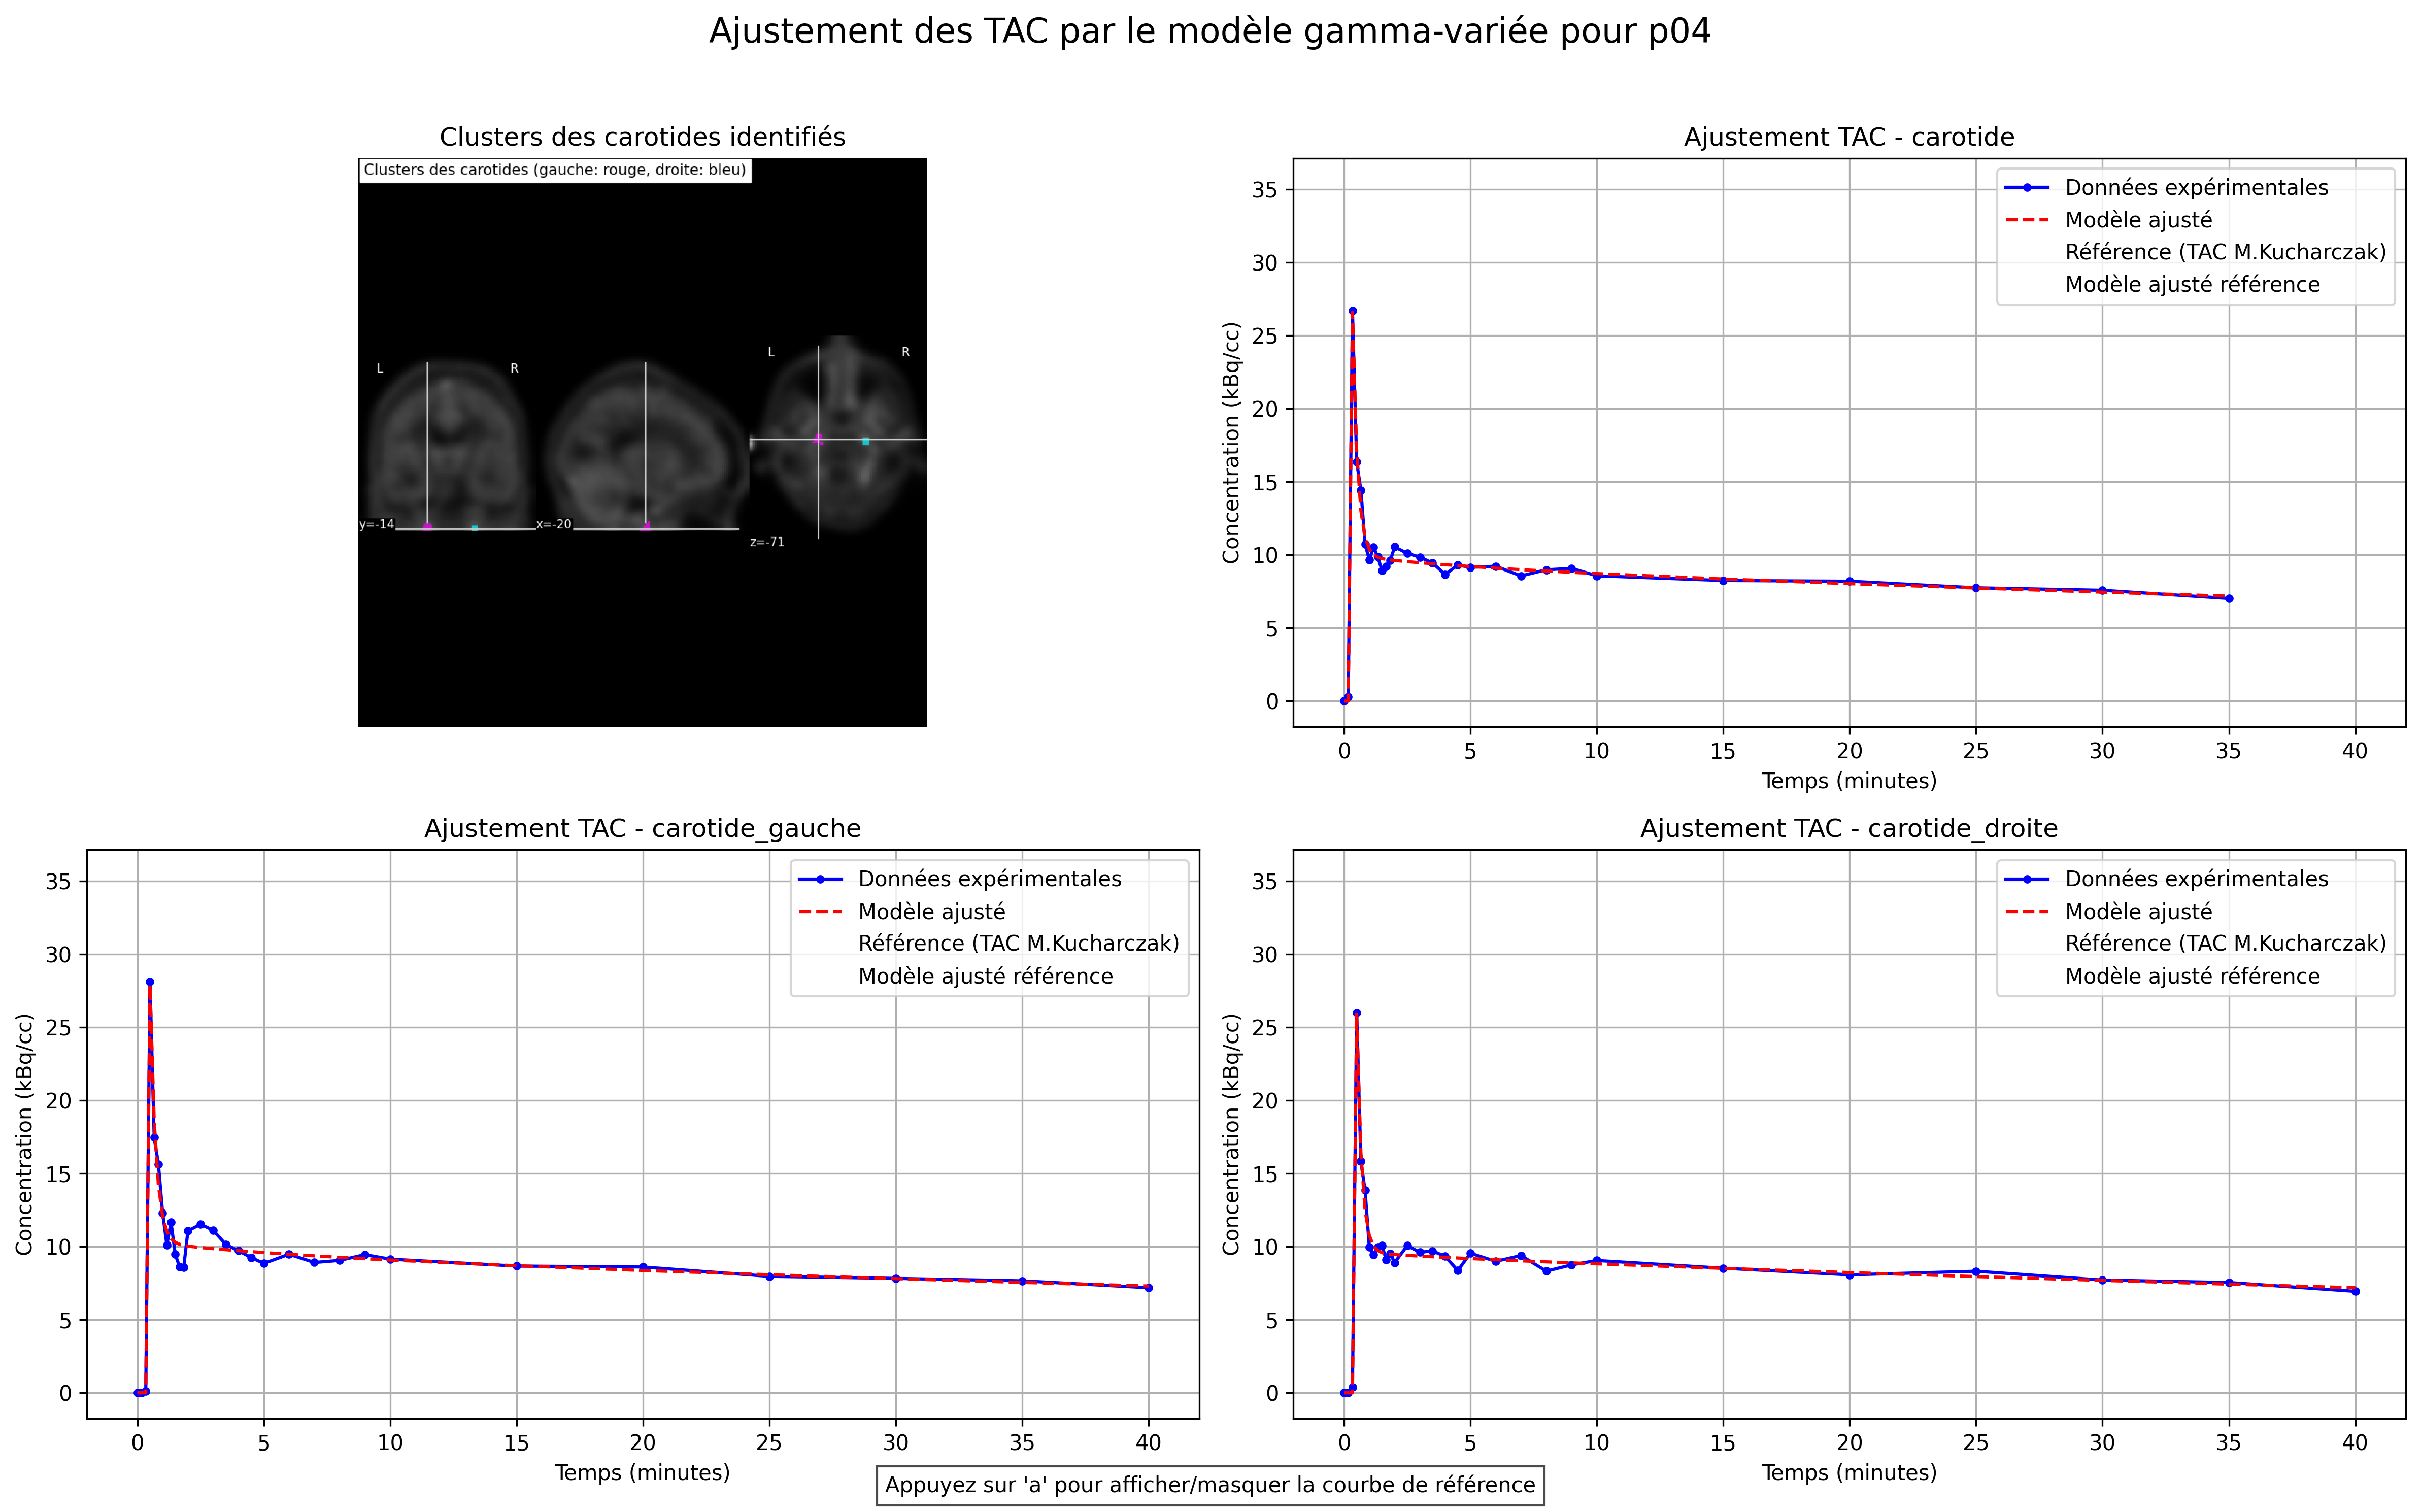 Ajustement des TAC par le modèle gamma-variée pour p04
Clusters des carotides identifiés
Clusters des carotides (gauche: rouge, droite: bleu)
L R
L R
y=-14 x=-20
z=-71
Ajustement TAC - carotide
Données expérimentales
Modèle ajusté
Référence (TAC M.Kucharczak)
Modèle ajusté référence
Concentration (kBq/cc)
35
30
25
20
15
10
5
0
0 5 10 15 20 25 30 35 40
Temps (minutes)
Ajustement TAC - carotide_gauche
Données expérimentales
Modèle ajusté
Référence (TAC M.Kucharczak)
Modèle ajusté référence
Concentration (kBq/cc)
35
30
25
20
15
10
5
0
0 5 10 15 20 25 30 35 40
Temps (minutes)
Ajustement TAC - carotide_droite
Données expérimentales
Modèle ajusté
Référence (TAC M.Kucharczak)
Modèle ajusté référence
Concentration (kBq/cc)
35
30
25
20
15
10
5
0
0 5 10 15 20 25 30 35 40
Temps (minutes)
Appuyez sur 'a' pour afficher/masquer la courbe de référence